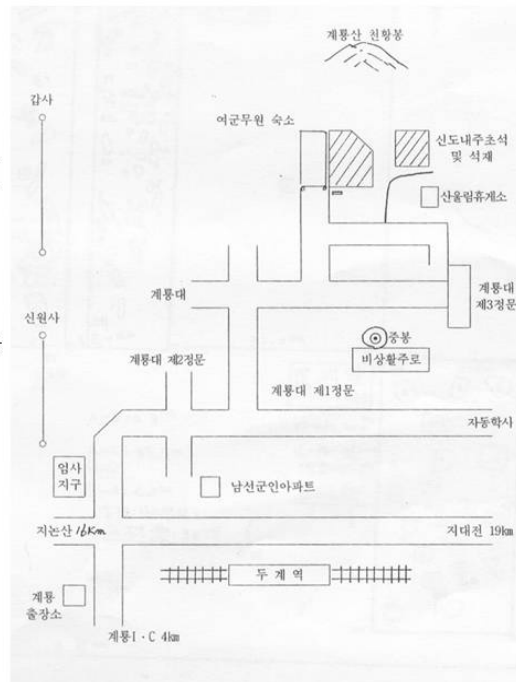 계룡산 천황봉
갑사
여군무원 숙소
신도내주초석
및 석재
산울림휴게소
계룡대
계룡대
제3정문
신원사
중봉
비상활주로
계룡대 제2정문
계룡대 제1정문
자동학사
엄사
지구
남선군인아파트
지논산 16Km
지대전 19km
두계역
계룡
출장소
계룡I·C 4km